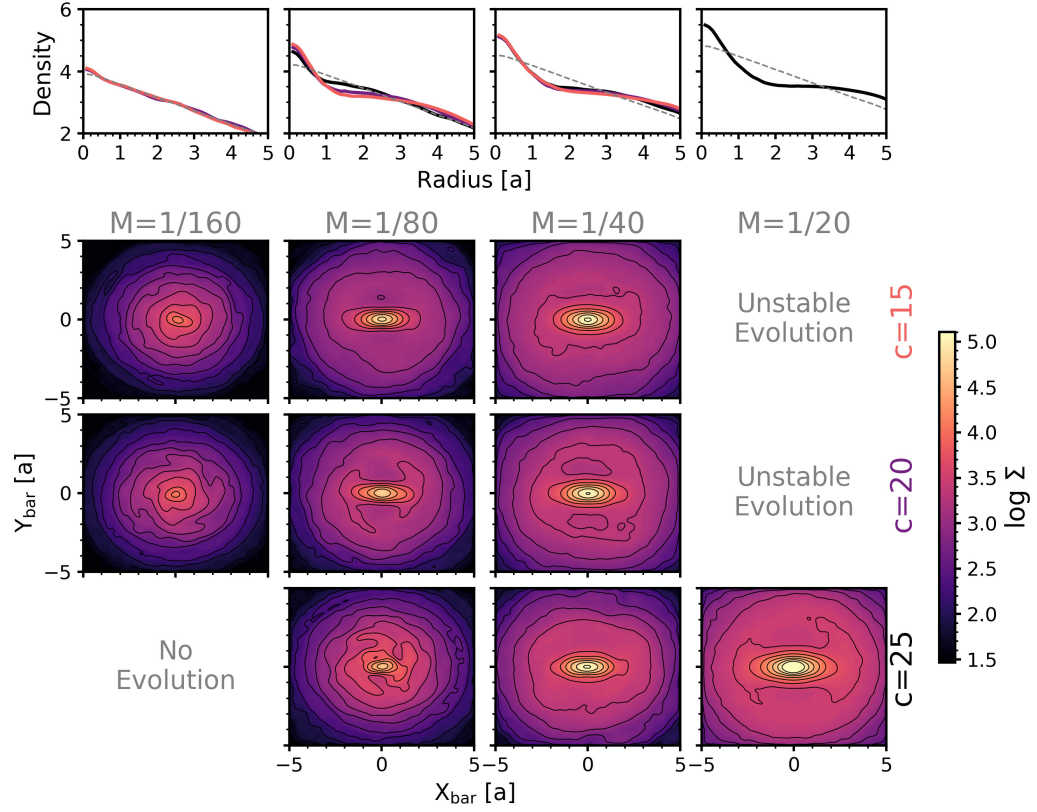 6
4
2
Density
0 1 2 3 4 5
0 1 2 3 4 5
0 1 2 3 4 5
0 1 2 3 4 5
Radius [a]
M=1/160 M=1/80 M=1/40 M=1/20
5
0
−5
Unstable
Evolution
c=15
5
0
−5
Y_bar [a]
Unstable
Evolution
c=20
No
Evolution
c=25
−5 0 5
−5 0 5
−5 0 5
X_bar [a]
5.0
4.5
4.0
3.5
3.0
2.5
2.0
1.5
log Σ